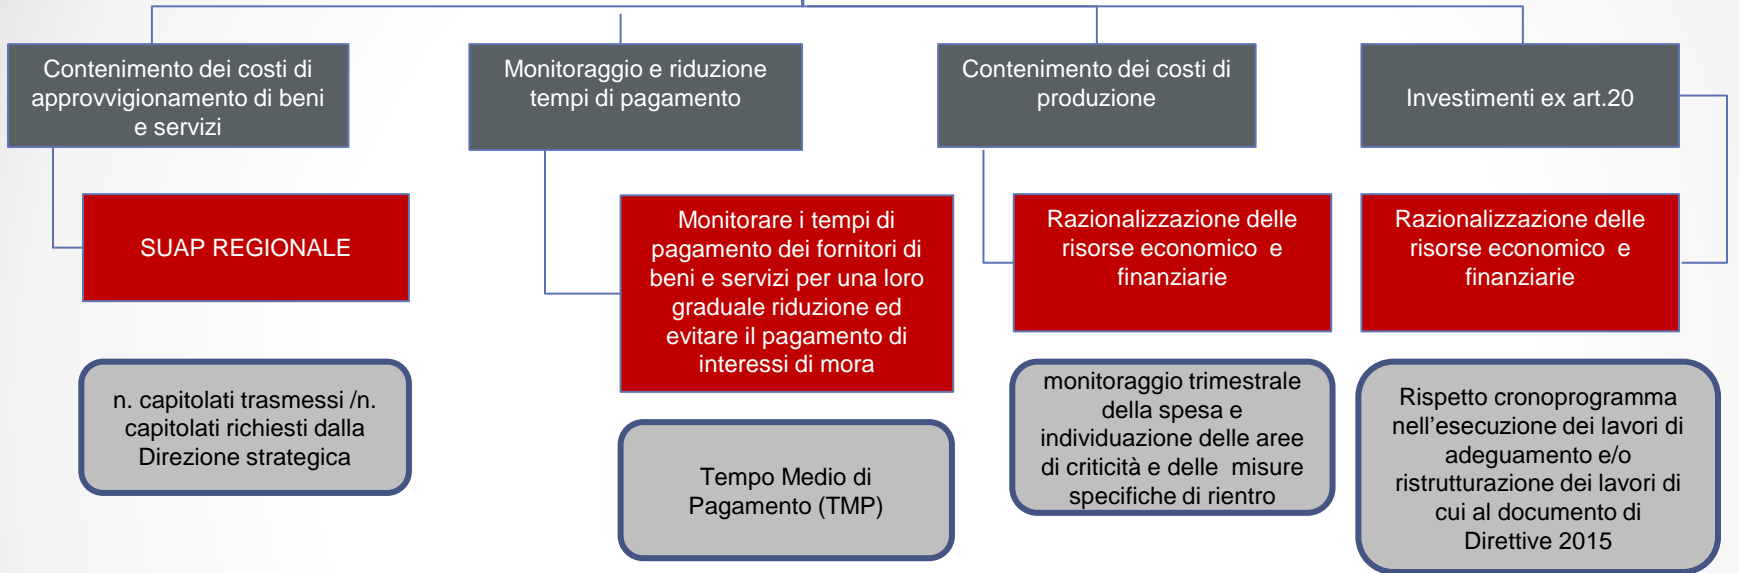 Contenimento dei costi di
approvvigionamento di beni
e servizi
Monitoraggio e riduzione
tempi di pagamento
Contenimento dei costi di
produzione
Investimenti ex art.20
SUAP REGIONALE
Monitorare i tempi di
pagamento dei fornitori di
beni e servizi per una loro
graduale riduzione ed
evitare il pagamento di
interessi di mora
Razionalizzazione delle
risorse economico e
finanziarie
Razionalizzazione delle
risorse economico e
finanziarie
n. capitolati trasmessi /n.
capitolati richiesti dalla
Direzione strategica
Tempo Medio di
Pagamento (TMP)
monitoraggio trimestrale
della spesa e
individuazione delle aree
di criticità e delle misure
specifiche di rientro
Rispetto cronoprogramma
nell'esecuzione dei lavori di
adeguamento e/o
ristrutturazione dei lavori di
cui al documento di
Direttive 2015